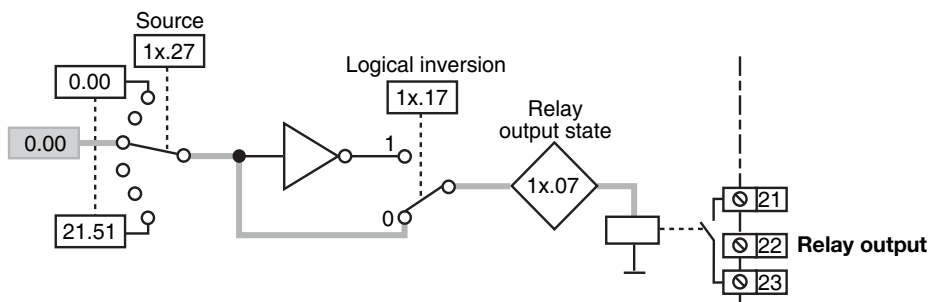 Source
1x.27
0.00
0.00
21.51
Logical inversion
1x.17
1
0
Relay
output state
1x.07
21
22
Relay output
23